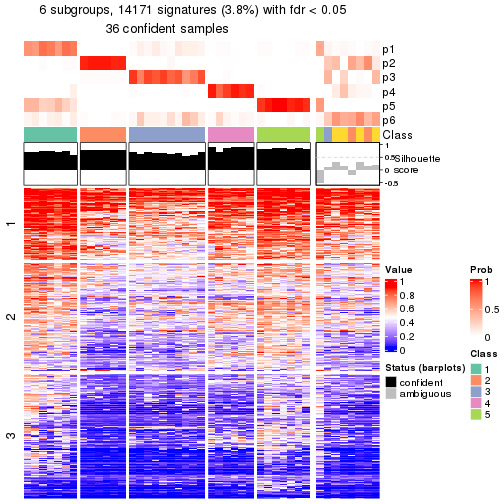 6 subgroups, 14171 signatures (3.8%) with fdr < 0.05
36 confident samples
p1
p2
p3
p4
p5
p6
Class
1
0.5
0
-0.5
Silhouette
score
1
2
3
Value
1
0.8
0.6
0.4
0.2
0
Status (barplots)
confident
ambiguous
Prob
1
0.5
0
Class
1
2
3
4
5